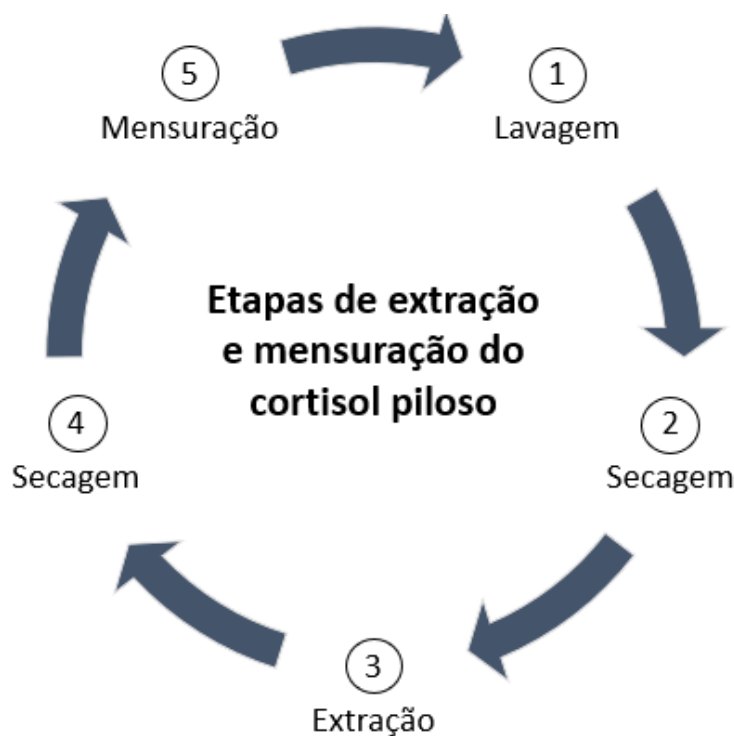 Etapas de extração
e mensuração do
cortisol piloso
1
Lavagem
2
Secagem
3
Extração
4
Secagem
5
Mensuração